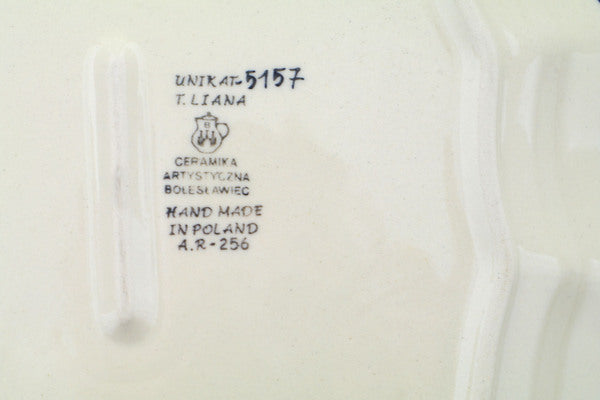 UNIKAT-5157
T. LIANA
B
CERAMIKA
ARTYSTYCZNA
BOLESŁAWIEC
HAND MADE
IN POLAND
A.R-256